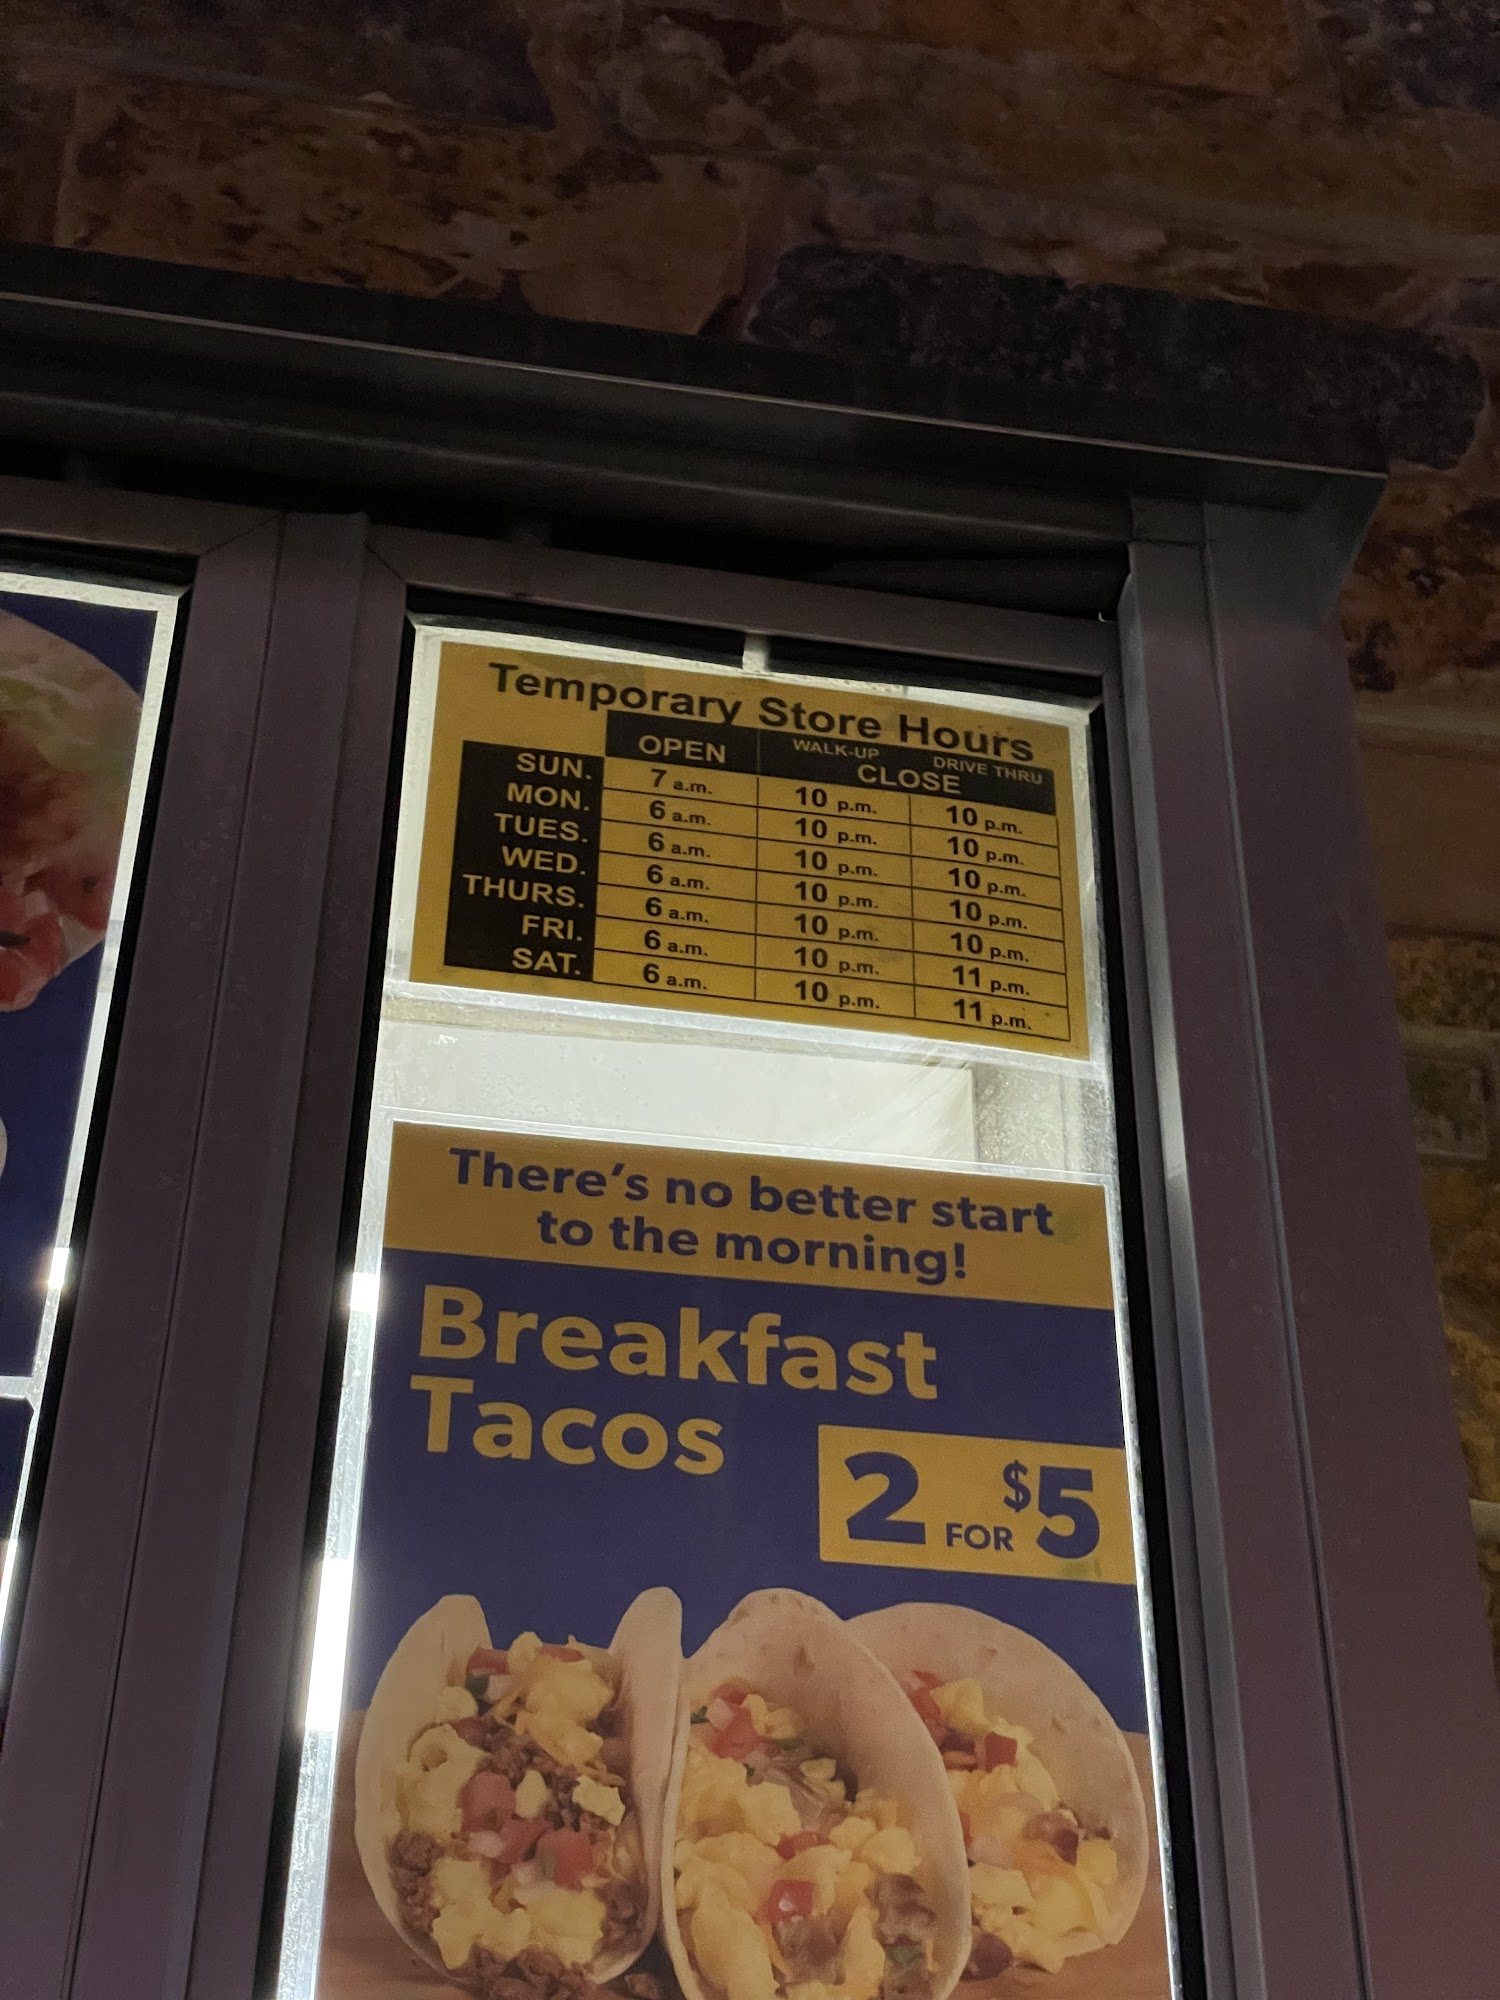 Temporary Store Hours
OPEN WALK-UP DRIVE THRU
CLOSE
SUN. 7 a.m. 10 p.m. 10 p.m.
MON. 6 a.m. 10 p.m. 10 p.m.
TUES. 6 a.m. 10 p.m. 10 p.m.
WED. 6 a.m. 10 p.m. 10 p.m.
THURS. 6 a.m. 10 p.m. 10 p.m.
FRI. 6 a.m. 10 p.m. 11 p.m.
SAT. 6 a.m. 10 p.m. 11 p.m.
There's no better start
to the morning!
Breakfast
Tacos
2 FOR $5